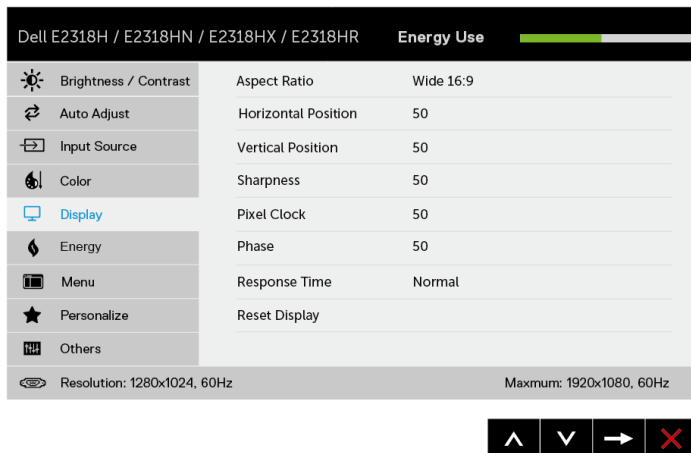 Dell E2318H / E2318HN / E2318HX / E2318HR Energy Use
Brightness / Contrast Aspect Ratio Wide 16:9
Auto Adjust Horizontal Position 50
Input Source Vertical Position 50
Color Sharpness 50
Display Pixel Clock 50
Energy Phase 50
Menu Response Time Normal
Personalize Reset Display
Others
Resolution: 1280x1024, 60Hz Maxmum: 1920x1080, 60Hz